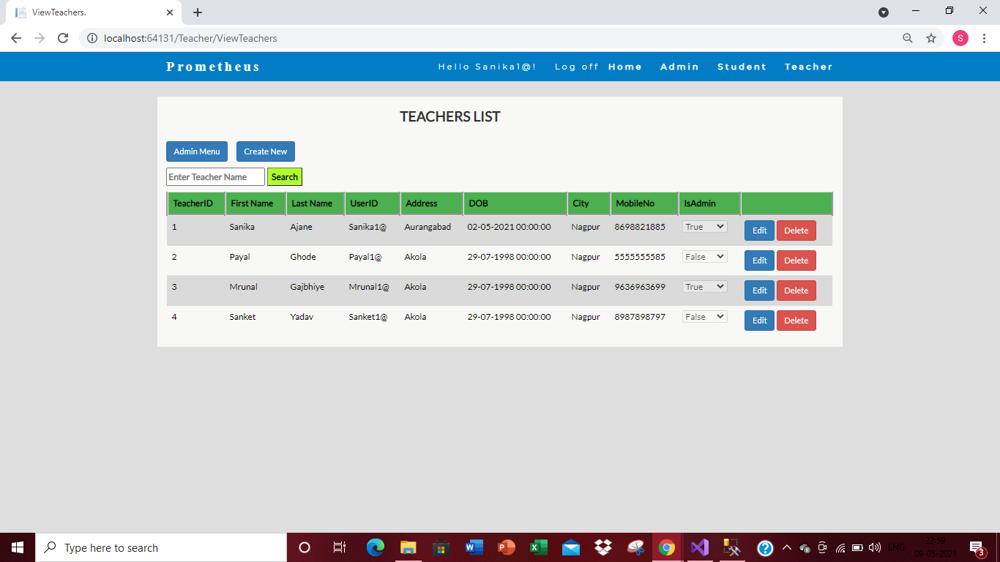 ViewTeachers.
localhost:64131/Teacher/ViewTeachers
S
Prometheus Hello Sanika1@! Log off Home Admin Student Teacher
TEACHERS LIST
Admin Menu Create New
Enter Teacher Name Search
TeacherID First Name Last Name UserID Address DOB City MobileNo IsAdmin
1 Sanika Ajane Sanika1@ Aurangabad 02-05-2021 00:00:00 Nagpur 8698821885 True Edit Delete
2 Payal Ghode Payal1@ Akola 29-07-1998 00:00:00 Nagpur 5555555585 False Edit Delete
3 Mrunal Gajbhiye Mrunal1@ Akola 29-07-1998 00:00:00 Nagpur 9636963699 True Edit Delete
4 Sanket Yadav Sanket1@ Akola 29-07-1998 00:00:00 Nagpur 8987898797 False Edit Delete
Type here to search
ENG
22:59
09-05-2021
3